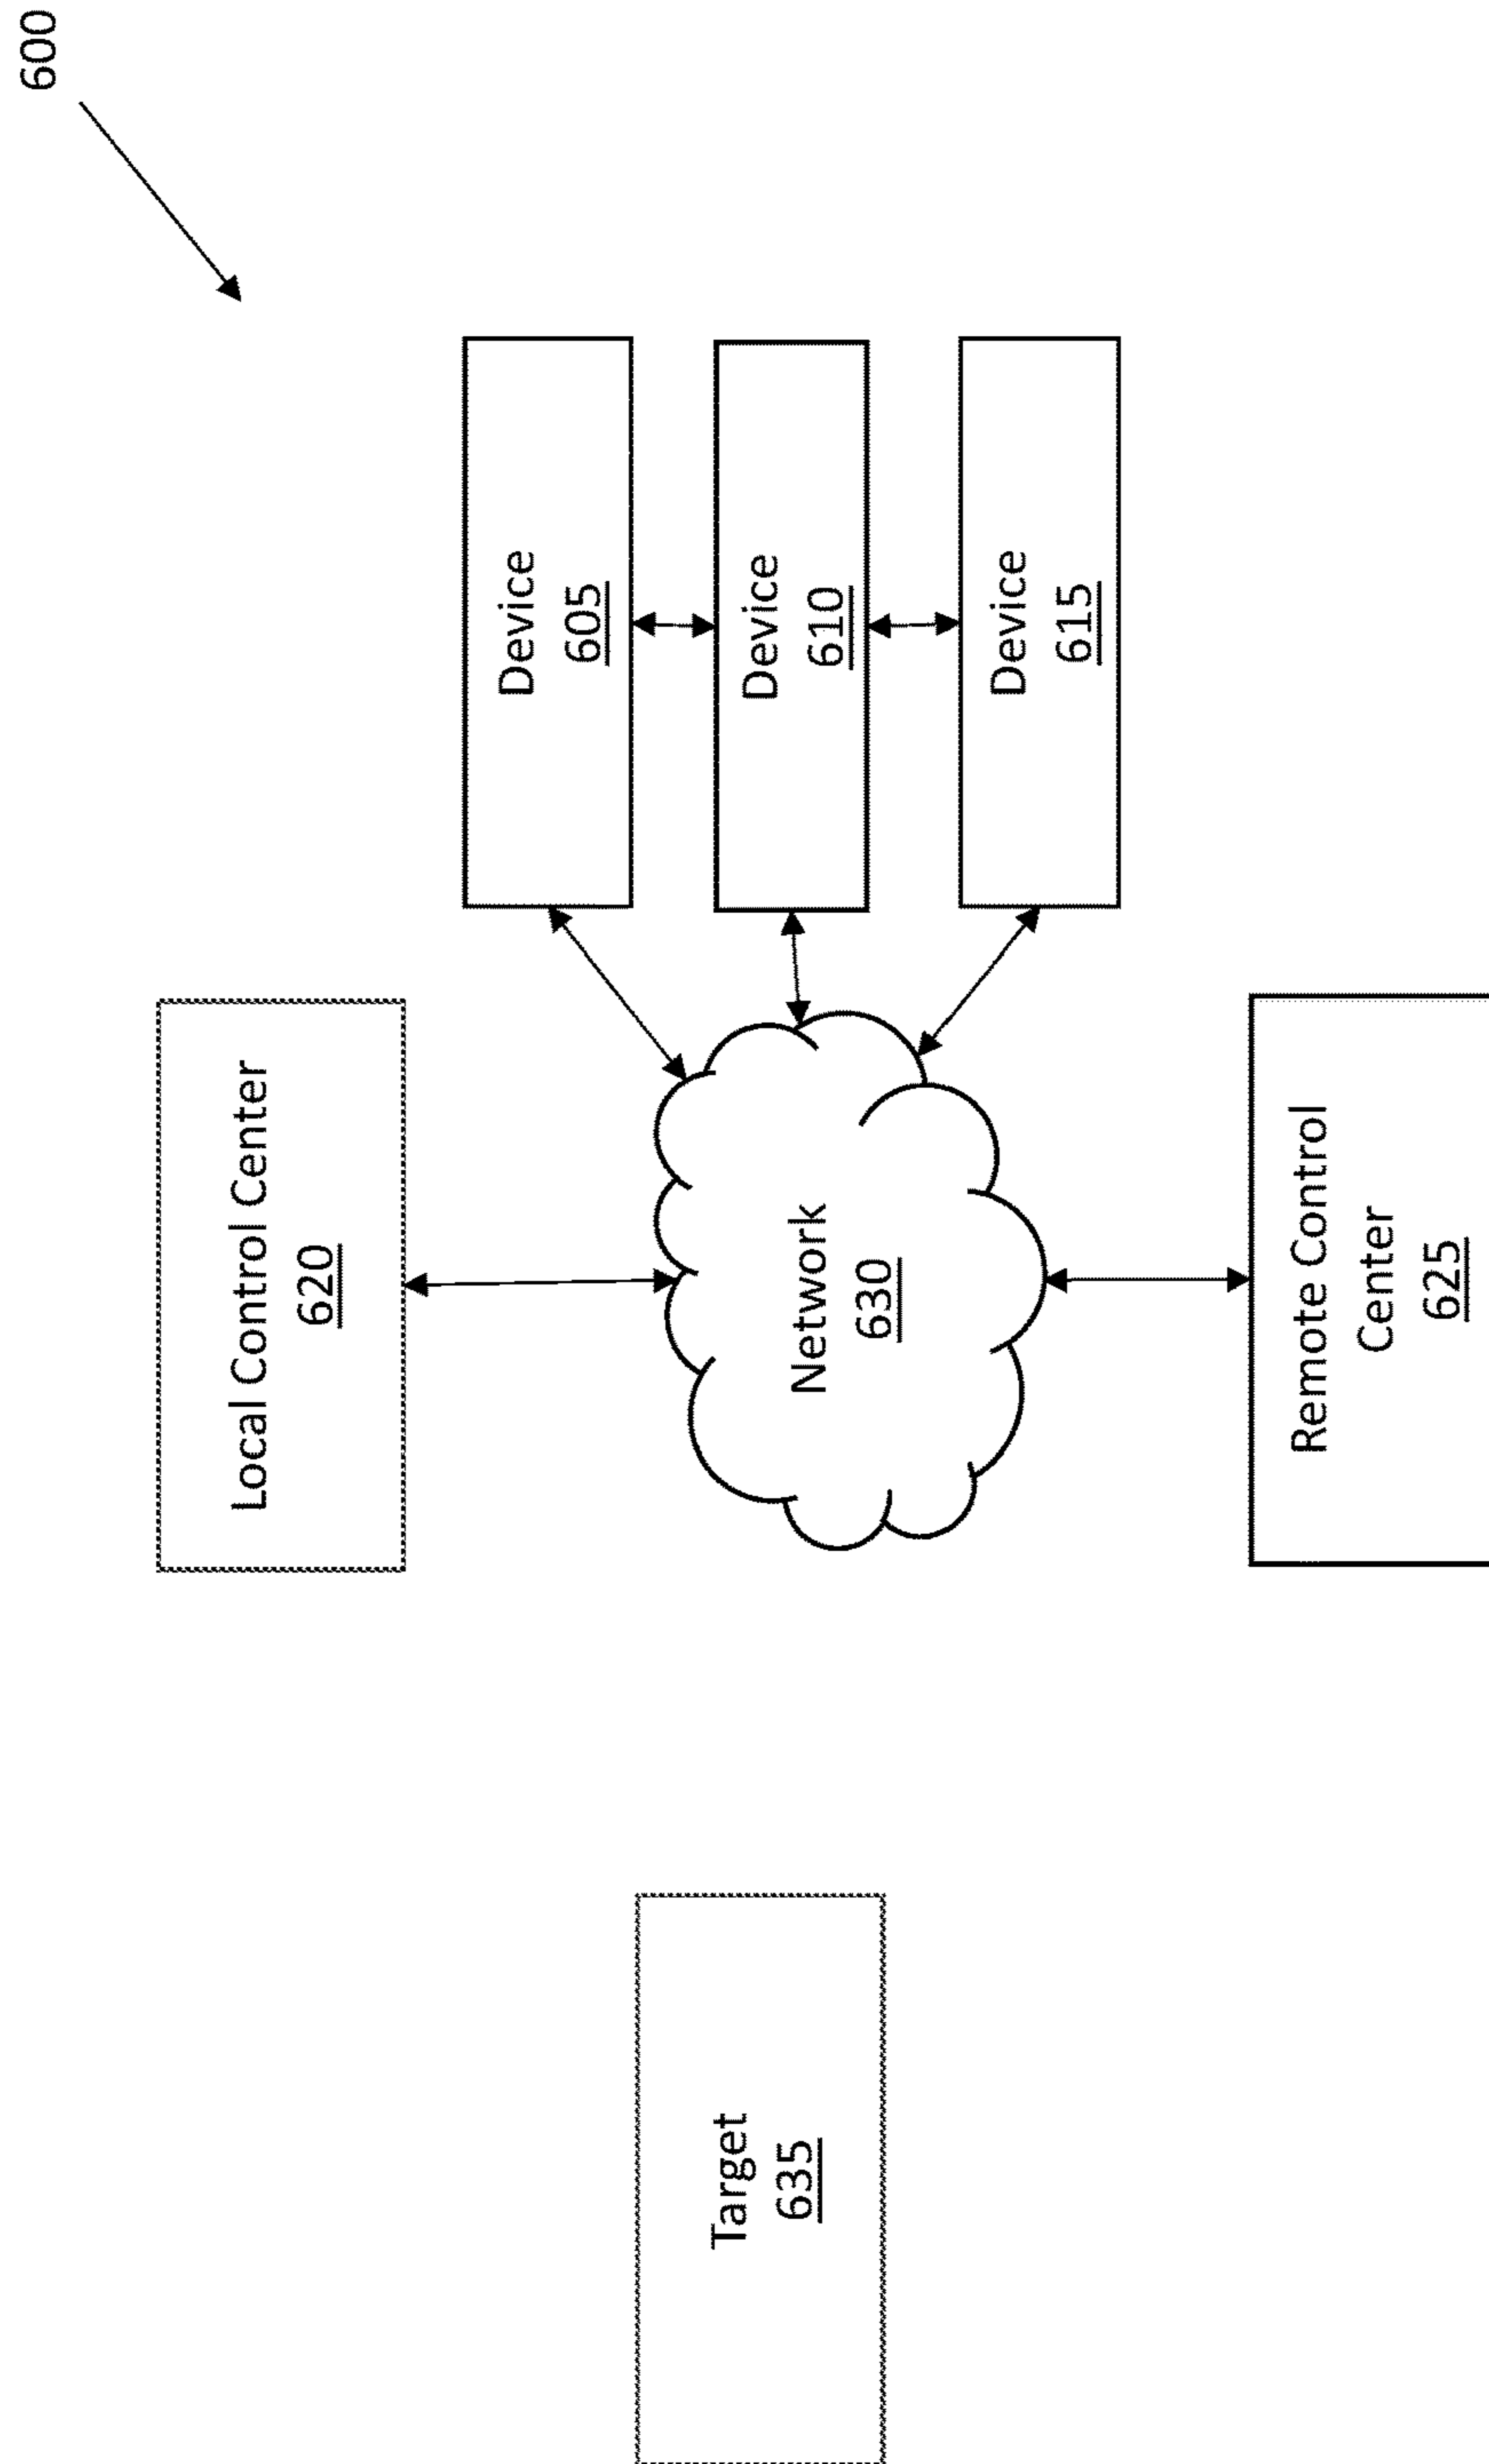 600
Device
605
Device
610
Device
615
Local Control Center
620
Network
630
Remote Control
Center
625
Target
635